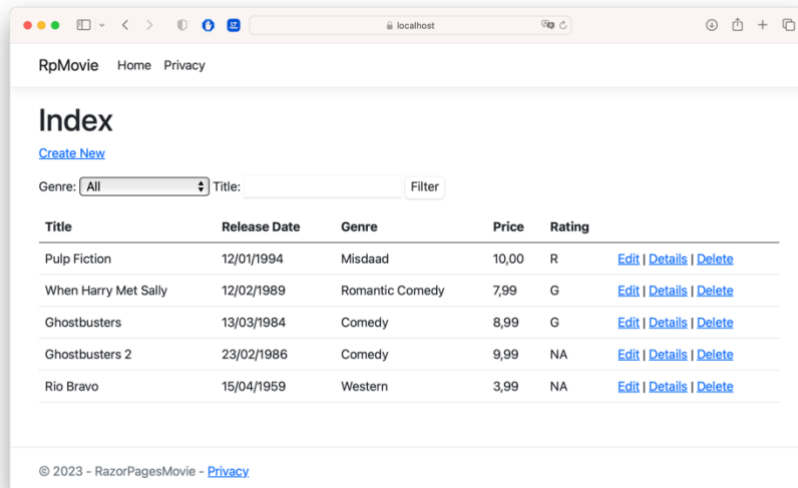 localhost
RpMovie Home Privacy
Index
Create New
Genre: All Title: Filter
Title Release Date Genre Price Rating
Pulp Fiction 12/01/1994 Misdaad 10,00 R Edit | Details | Delete
When Harry Met Sally 12/02/1989 Romantic Comedy 7,99 G Edit | Details | Delete
Ghostbusters 13/03/1984 Comedy 8,99 G Edit | Details | Delete
Ghostbusters 2 23/02/1986 Comedy 9,99 NA Edit | Details | Delete
Rio Bravo 15/04/1959 Western 3,99 NA Edit | Details | Delete
© 2023 - RazorPagesMovie - Privacy